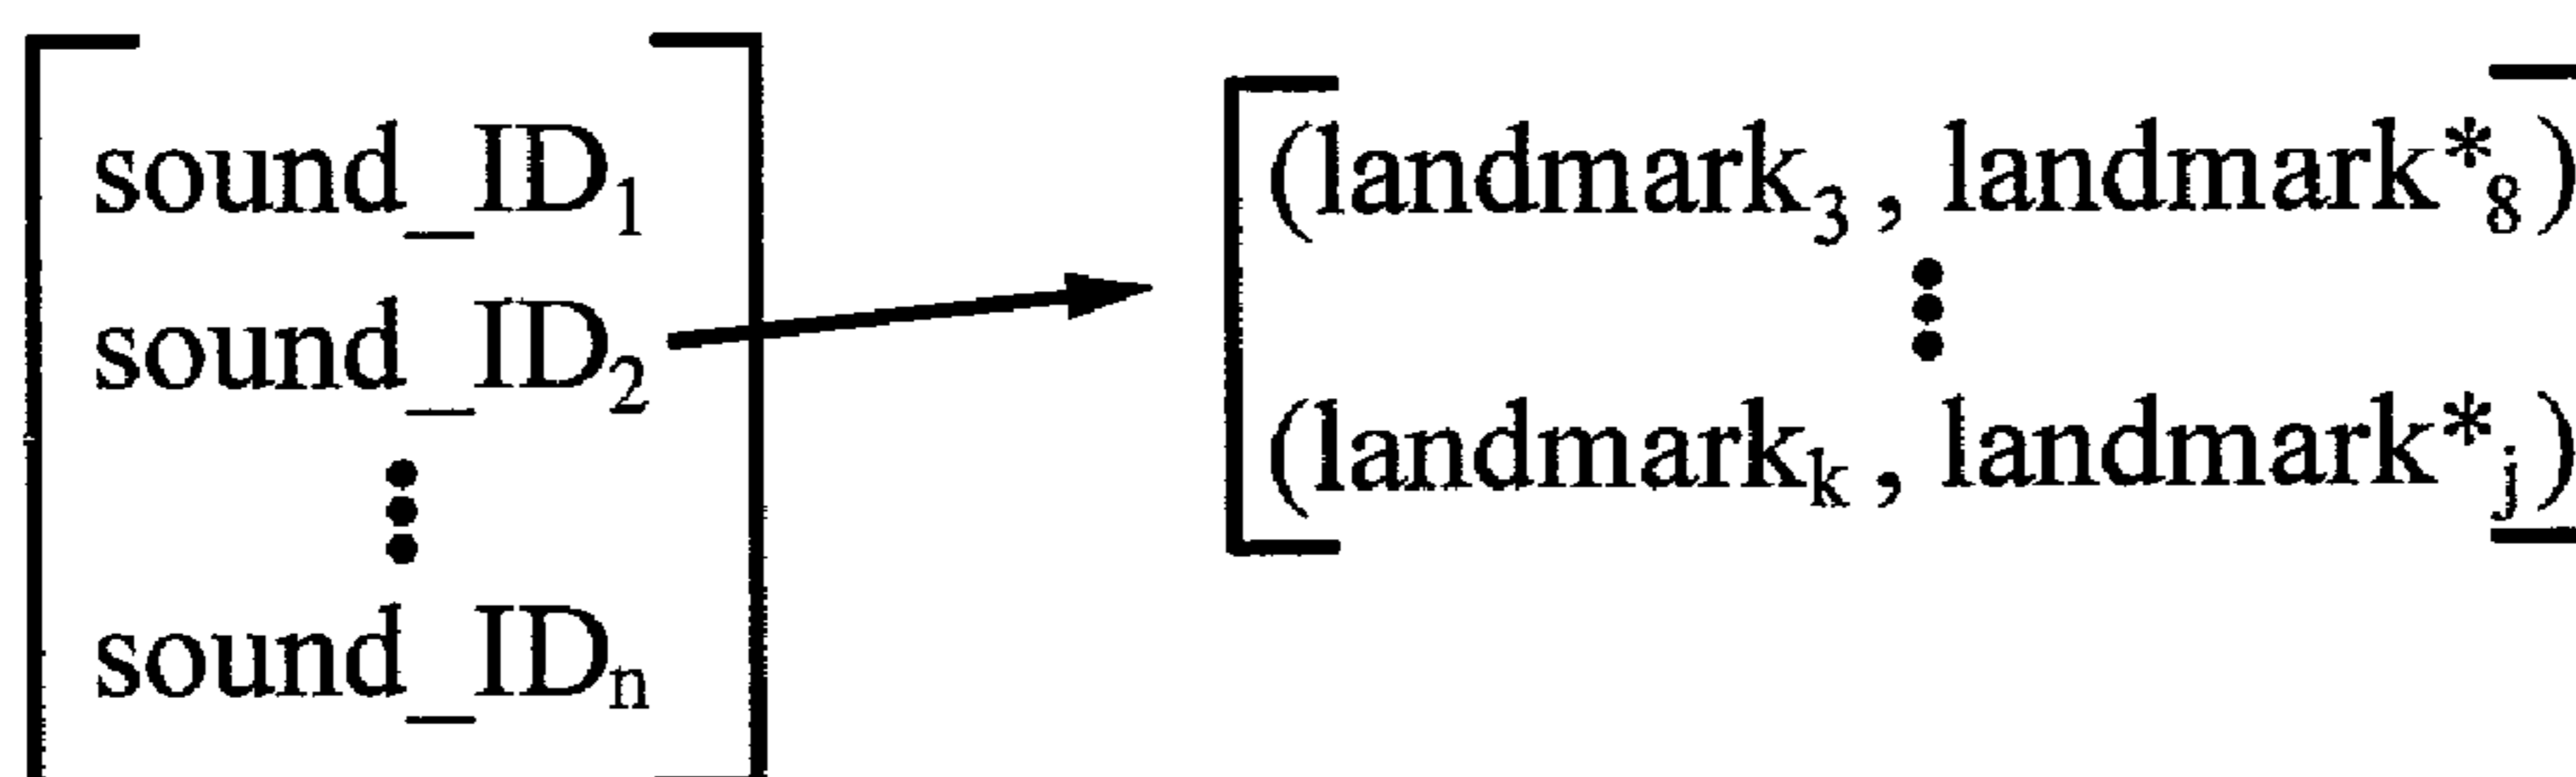 sound_ID₁
sound_ID₂
sound_IDₙ
(landmark₃, landmark*₈)
(landmarkₖ, landmark*ⱼ)